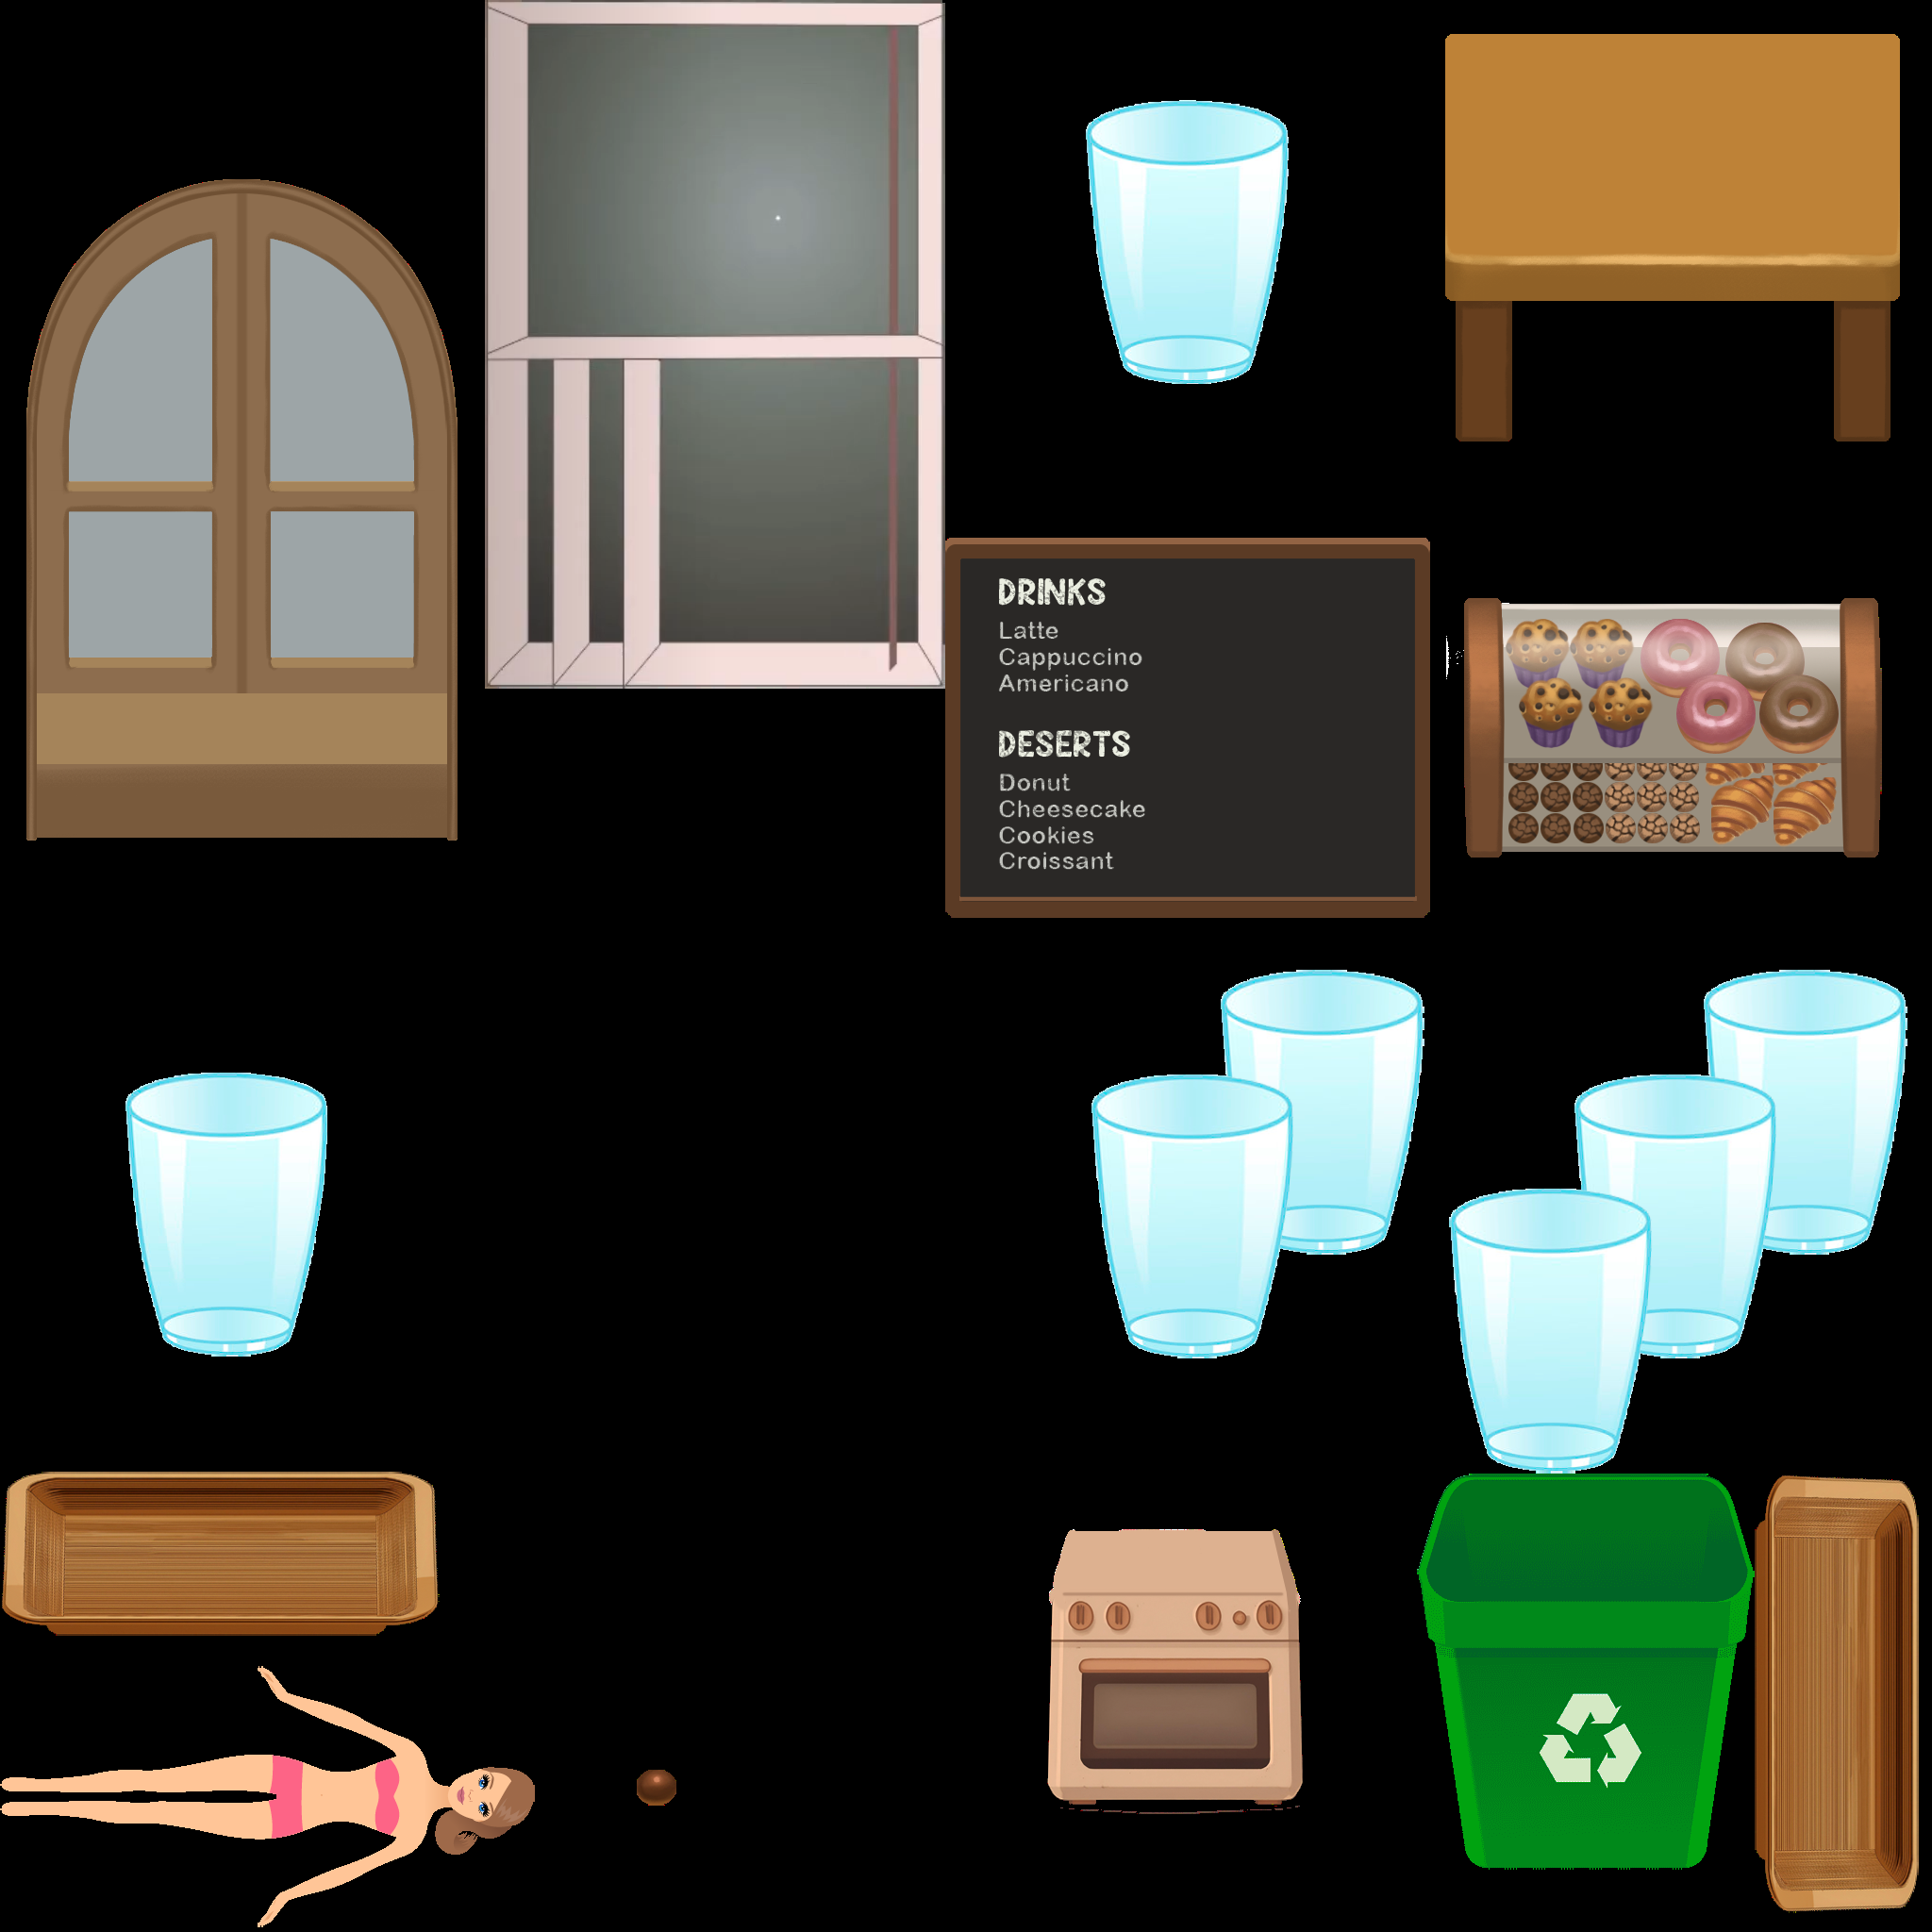 DRINKS
Latte
Cappuccino
Americano
DESERTS
Donut
Cheesecake
Cookies
Croissant